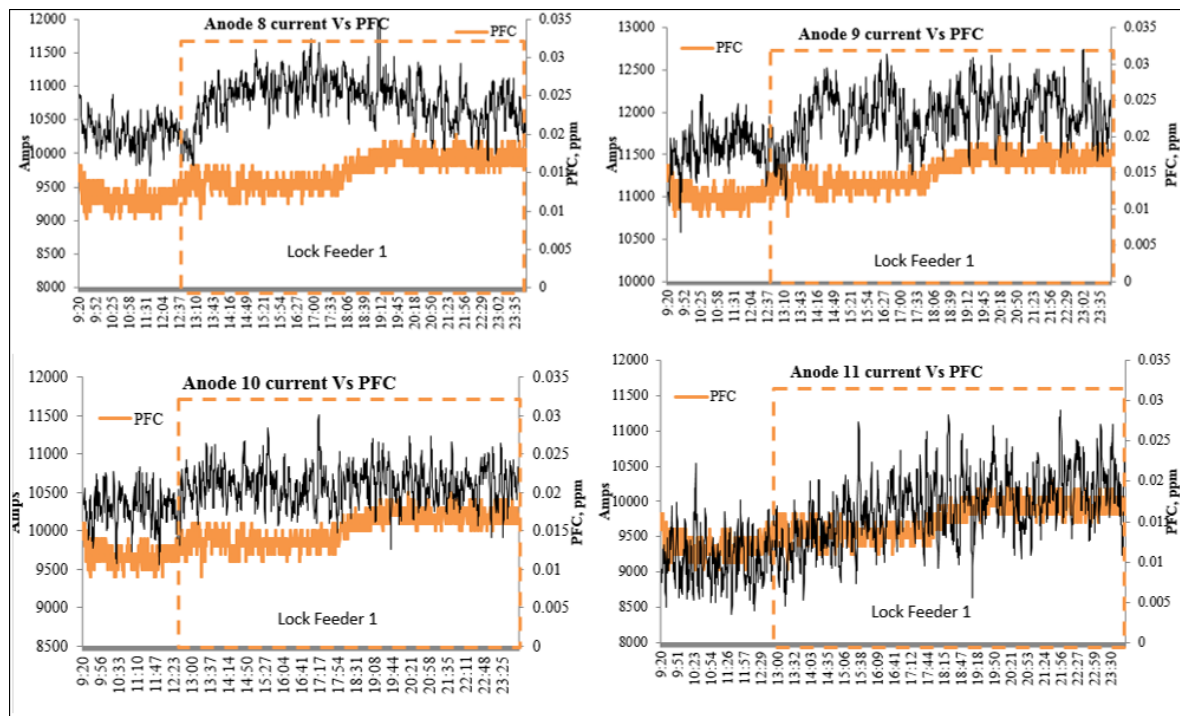 Anode 8 current Vs PFC
PFC
Amps
12000
11500
11000
10500
10000
9500
9000
8500
8000
0.035
0.03
0.025
0.02
0.015
0.01
0.005
0
PFC, ppm
Lock Feeder 1
9:20 9:52 10:25 10:58 11:31 12:04 12:37 13:10 13:43 14:16 14:49 15:21 15:54 16:27 17:00 17:33 18:06 18:39 19:12 19:45 20:18 20:50 21:23 21:56 22:29 23:02 23:35
Anode 9 current Vs PFC
PFC
Amps
13000
12500
12000
11500
11000
10500
10000
0.035
0.03
0.025
0.02
0.015
0.01
0.005
0
PFC, ppm
Lock Feeder 1
9:20 9:52 10:25 10:58 11:31 12:04 12:37 13:10 13:43 14:16 14:49 15:21 15:54 16:27 17:00 17:33 18:06 18:39 19:12 19:45 20:18 20:50 21:23 21:56 22:29 23:02 23:35
Anode 10 current Vs PFC
PFC
Amps
12000
11500
11000
10500
10000
9500
9000
8500
0.035
0.03
0.025
0.02
0.015
0.01
0.005
0
PFC, ppm
Lock Feeder 1
9:20 9:56 10:33 11:10 11:47 12:23 13:00 13:37 14:14 14:50 15:27 16:04 16:41 17:17 17:54 18:31 19:08 19:44 20:21 20:58 21:35 22:11 22:48 23:25
Anode 11 current Vs PFC
PFC
Amps
12000
11500
11000
10500
10000
9500
9000
8500
8000
0.035
0.03
0.025
0.02
0.015
0.01
0.005
0
PFC, ppm
Lock Feeder 1
9:20 9:51 10:23 10:54 11:26 11:57 12:29 13:00 13:32 14:03 14:35 15:06 15:38 16:09 16:41 17:12 17:44 18:15 18:47 19:18 19:50 20:21 20:53 21:24 21:56 22:27 22:59 23:30